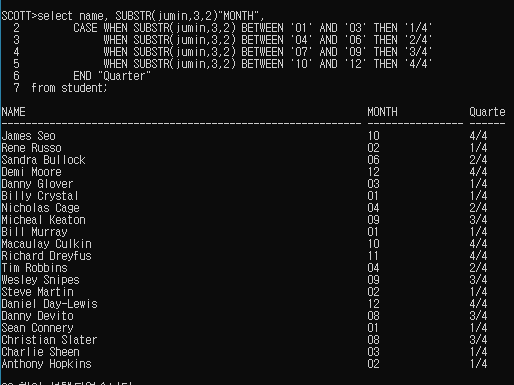 SCOTT>select name, SUBSTR(jumin,3,2)"MONTH",
2 CASE WHEN SUBSTR(jumin,3,2) BETWEEN '01' AND '03' THEN '1/4'
3 WHEN SUBSTR(jumin,3,2) BETWEEN '04' AND '06' THEN '2/4'
4 WHEN SUBSTR(jumin,3,2) BETWEEN '07' AND '09' THEN '3/4'
5 WHEN SUBSTR(jumin,3,2) BETWEEN '10' AND '12' THEN '4/4'
6 END "Quarter"
7 from student;
NAME MONTH Quarte
James Seo 10 4/4
Rene Russo 02 1/4
Sandra Bullock 06 2/4
Demi Moore 12 4/4
Danny Glover 03 1/4
Billy Crystal 01 1/4
Nicholas Cage 04 2/4
Micheal Keaton 09 3/4
Bill Murray 01 1/4
Macaulay Culkin 10 4/4
Richard Dreyfus 11 4/4
Tim Robbins 04 2/4
Wesley Snipes 09 3/4
Steve Martin 02 1/4
Daniel Day-Lewis 12 4/4
Danny Devito 08 3/4
Sean Connery 01 1/4
Christian Slater 08 3/4
Charlie Sheen 03 1/4
Anthony Hopkins 02 1/4